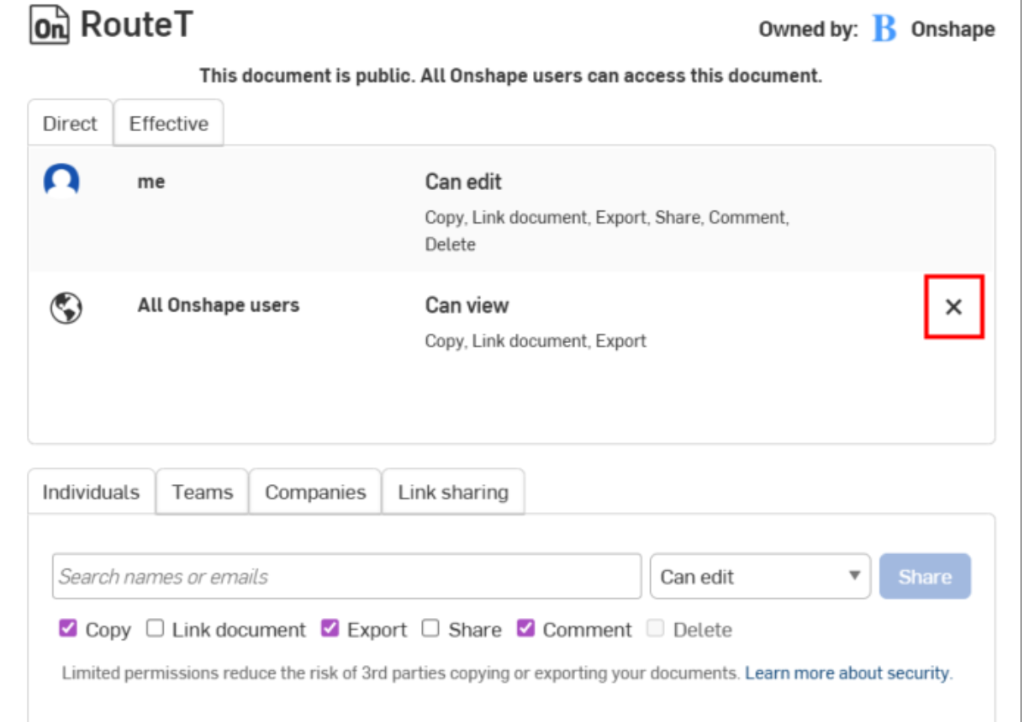 On RouteT
Owned by: B Onshape
This document is public. All Onshape users can access this document.
Direct Effective
me Can edit
Copy, Link document, Export, Share, Comment,
Delete
All Onshape users Can view
Copy, Link document, Export
Individuals Teams Companies Link sharing
Search names or emails Can edit Share
Copy Link document Export Share Comment Delete
Limited permissions reduce the risk of 3rd parties copying or exporting your documents. Learn more about security.